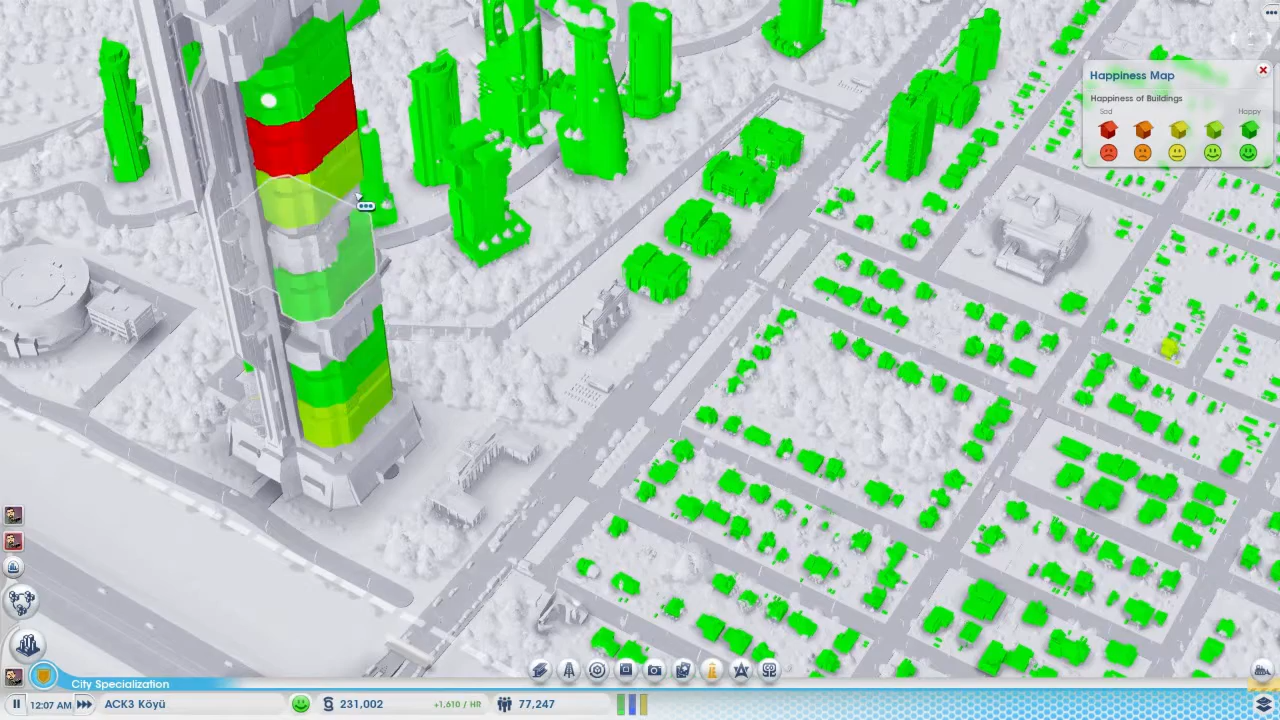 Happiness Map
Happiness of Buildings
Sad Happy
City Specialization
12:07 AM ACK3 Köyü 231,002 +1,610 / HR 77,247